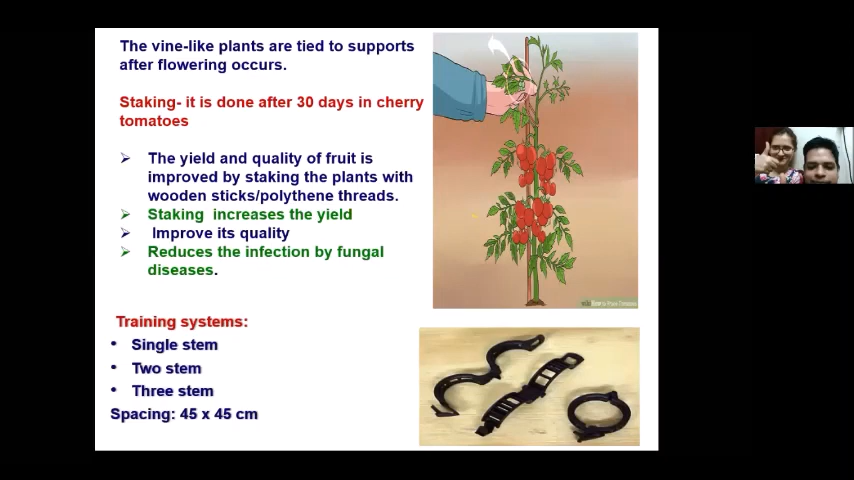 The vine-like plants are tied to supports
after flowering occurs.
Staking- it is done after 30 days in cherry
tomatoes
The yield and quality of fruit is
improved by staking the plants with
wooden sticks/polythene threads.
Staking increases the yield
Improve its quality
Reduces the infection by fungal
diseases.
Training systems:
Single stem
Two stem
Three stem
Spacing: 45 x 45 cm